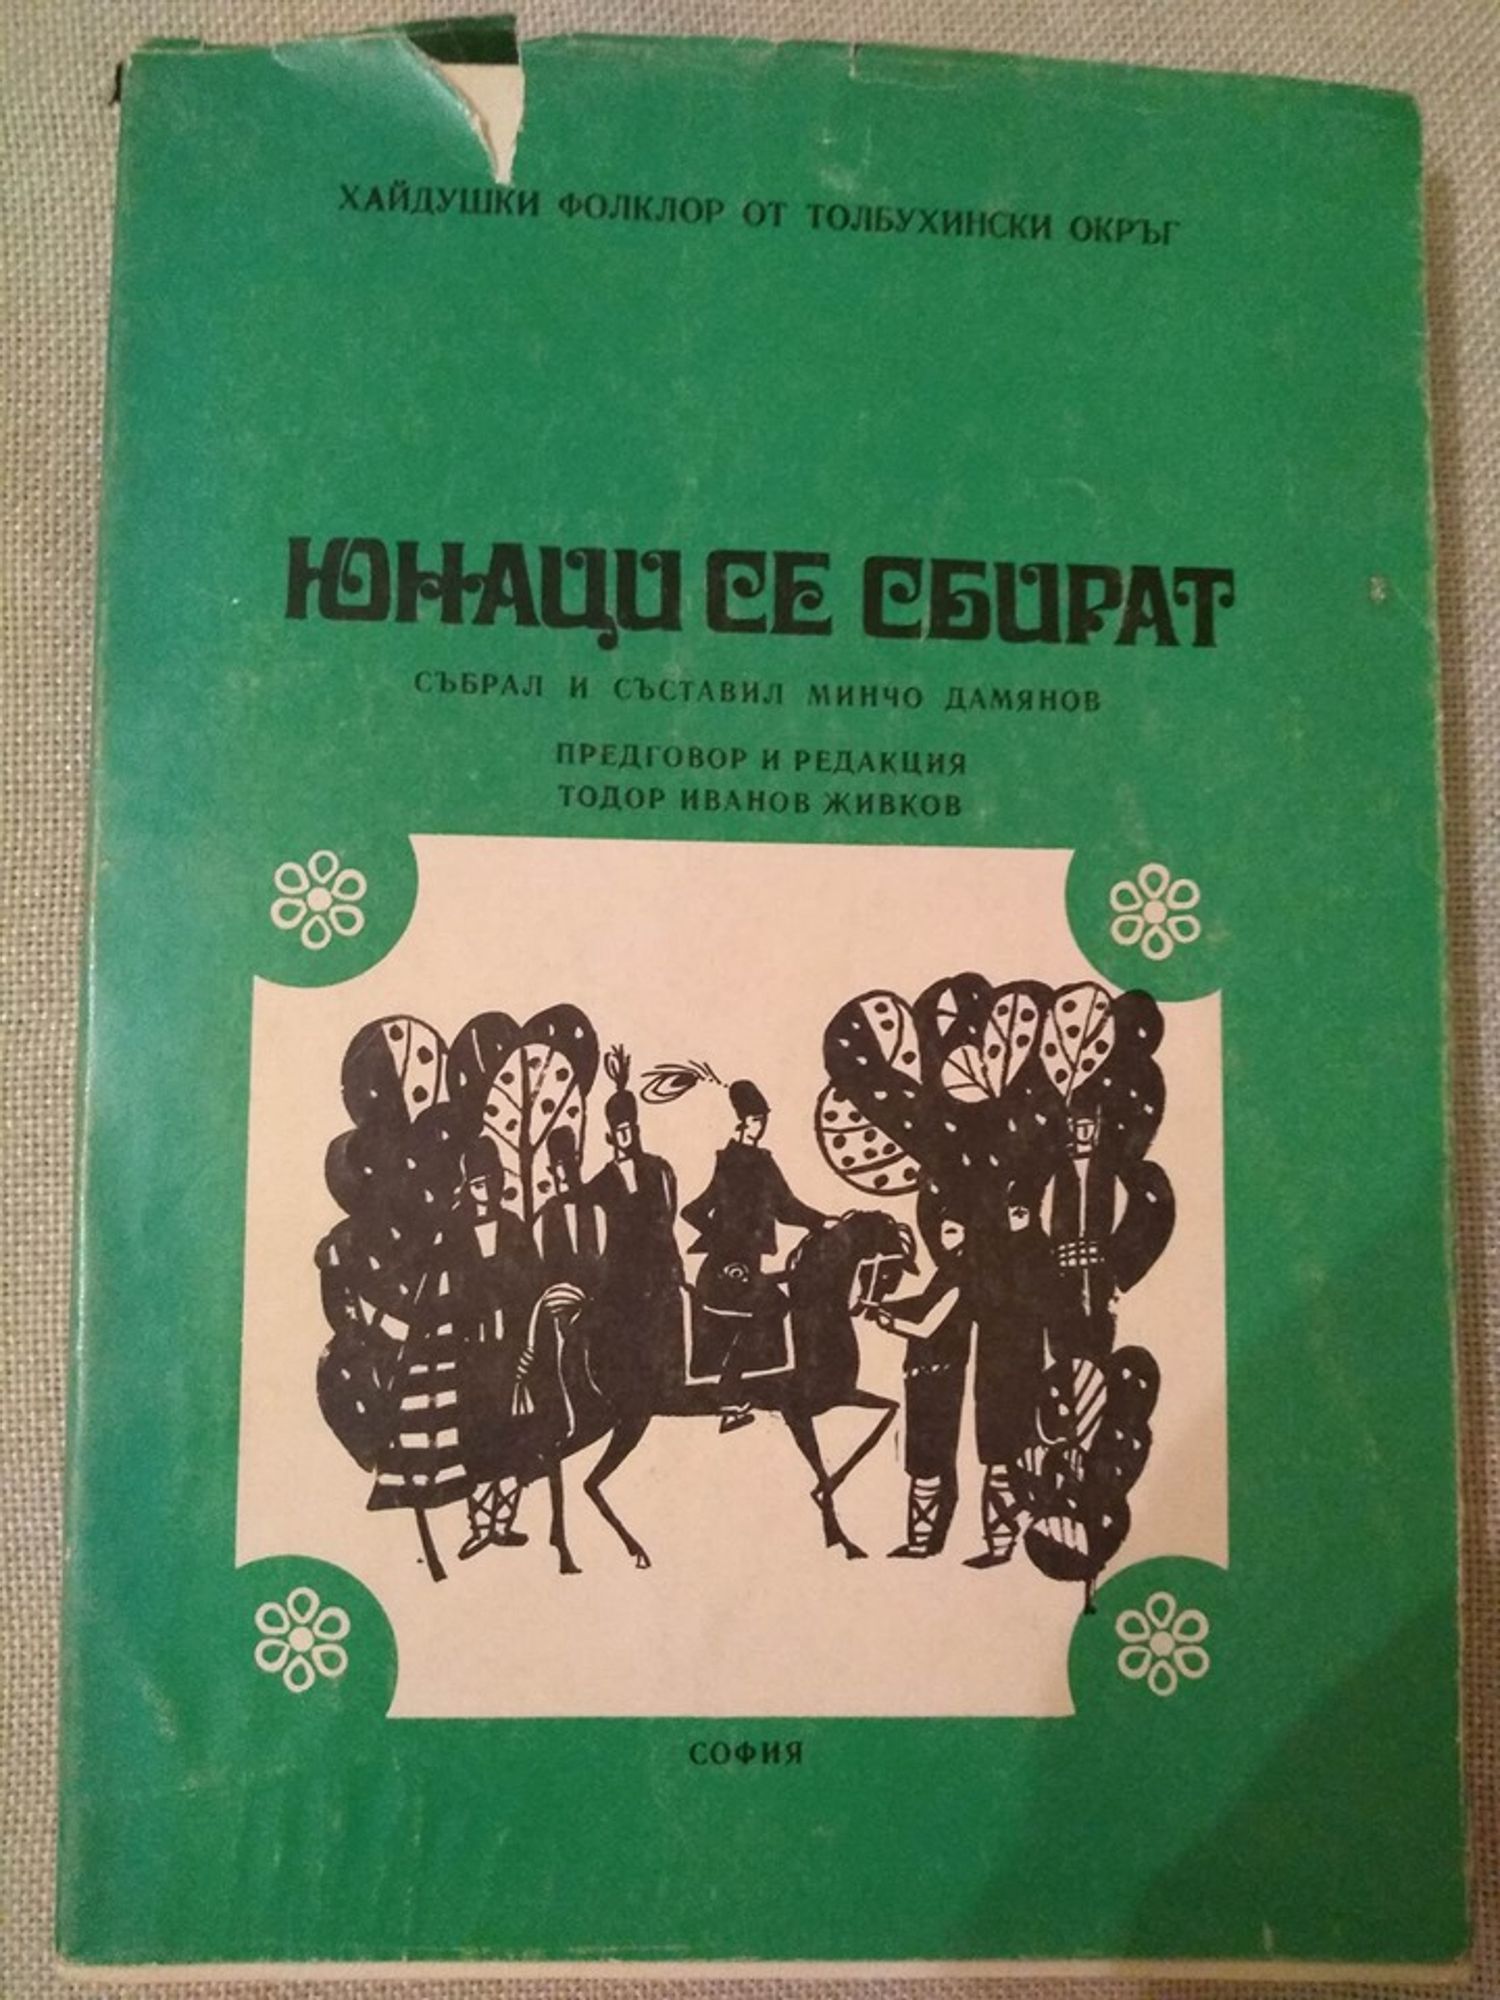 ХАЙДУШКИ ФОЛКЛОР ОТ ТОЛБУХИНСКИ ОКРЪГ
ЮНАЦИ СЕ СБИРАТ
СЪБРАЛ И СЪСТАВИЛ МИНЧО ДАМЯНОВ
ПРЕДГОВОР И РЕДАКЦИЯ
ТОДОР ИВАНОВ ЖИВКОВ
СОФИЯ